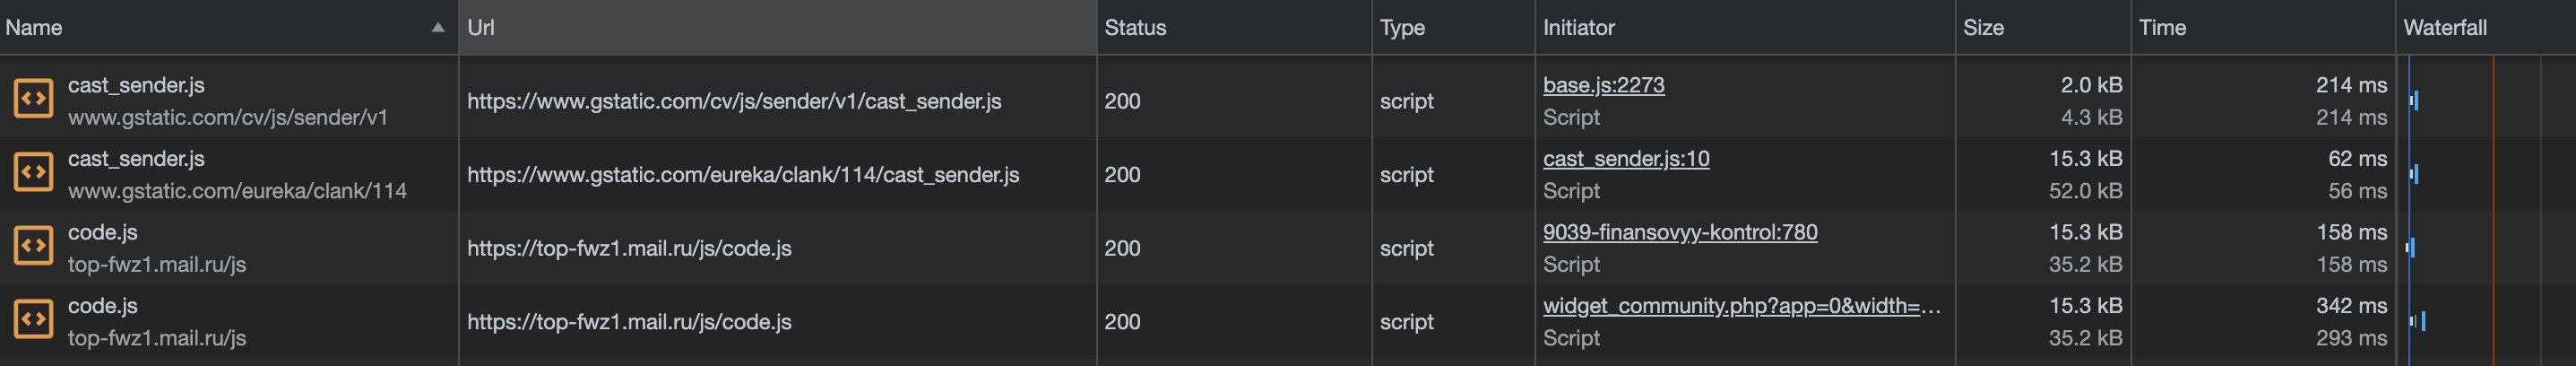 Name Url Status Type Initiator Size Time Waterfall
cast_sender.js https://www.gstatic.com/cv/js/sender/v1/cast_sender.js 200 script base.js:2273 2.0 kB 214 ms
www.gstatic.com/cv/js/sender/v1 Script 4.3 kB 214 ms
cast_sender.js https://www.gstatic.com/eureka/clank/114/cast_sender.js 200 script cast_sender.js:10 15.3 kB 62 ms
www.gstatic.com/eureka/clank/114 Script 52.0 kB 56 ms
code.js https://top-fwz1.mail.ru/js/code.js 200 script 9039-finansovyy-kontrol:780 15.3 kB 158 ms
top-fwz1.mail.ru/js Script 35.2 kB 158 ms
code.js https://top-fwz1.mail.ru/js/code.js 200 script widget_community.php?app=0&width=… 15.3 kB 342 ms
top-fwz1.mail.ru/js Script 35.2 kB 293 ms